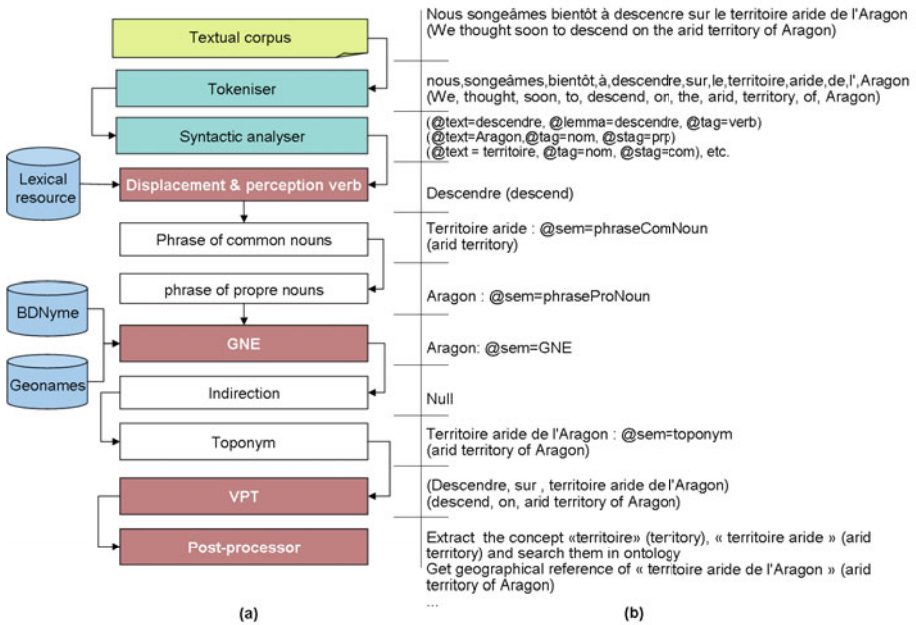 Textual corpus
Tokeniser
Syntactic analyser
Lexical
resource
Displacement & perception verb
Phrase of common nouns
phrase of propre nouns
BDNyme
GNE
Geonames
Indirection
Toponym
VPT
Post-processor
(a)
Nous songeâmes bientôt à descendre sur le territoire aride de l'Aragon
(We thought soon to descend on the arid territory of Aragon)
nous,songeâmes,bientôt,à,descendre,sur,le,territoire,aride,de,l',Aragon
(We, thought, soon, to, descend, on, the, arid, territory, of, Aragon)
(@text=descendre, @lemma=descendre, @tag=verb)
(@text=Aragon,@tag=nom, @stag=prp)
(@text = territoire, @tag=nom, @stag=com), etc.
Descendre (descend)
Territoire aride : @sem=phraseComNoun
(arid territory)
Aragon : @sem=phraseProNoun
Aragon: @sem=GNE
Null
Territoire aride de l'Aragon : @sem=toponym
(arid territory of Aragon)
(Descendre, sur , territoire aride de l'Aragon)
(descend, on, arid territory of Aragon)
Extract the concept «territoire» (teritory), « territoire aride » (arid
territory) and search them in ontology
Get geographical reference of « territoire aride de l'Aragon » (arid
territory of Aragon)
...
(b)